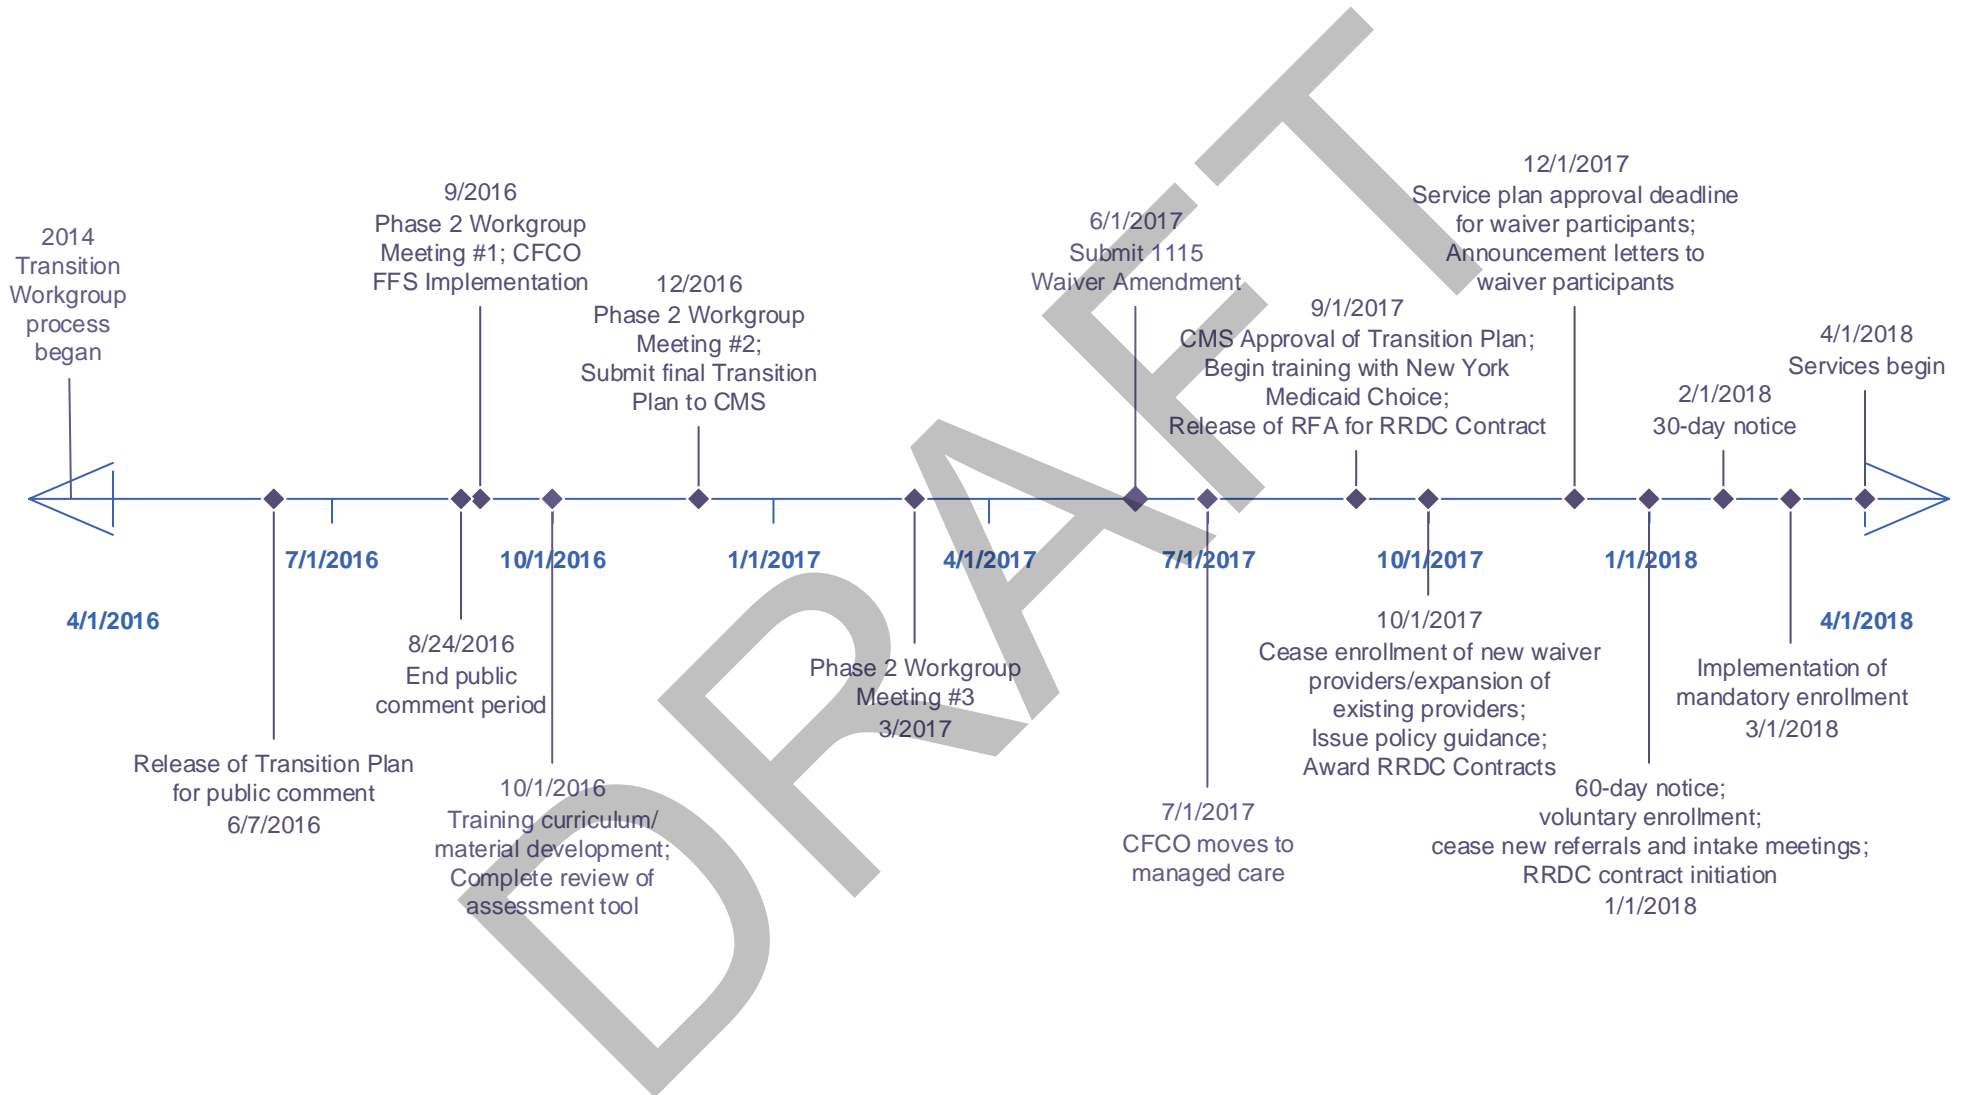 2014
Transition
Workgroup
process
began
9/2016
Phase 2 Workgroup
Meeting #1; CFCO
FFS Implementation
12/2016
Phase 2 Workgroup
Meeting #2;
Submit final Transition
Plan to CMS
6/1/2017
Submit 1115
Waiver Amendment
9/1/2017
CMS Approval of Transition Plan;
Begin training with New York
Medicaid Choice;
Release of RFA for RRDC Contract
12/1/2017
Service plan approval deadline
for waiver participants;
Announcement letters to
waiver participants
2/1/2018
30-day notice
4/1/2018
Services begin
4/1/2016
7/1/2016
10/1/2016
1/1/2017
4/1/2017
7/1/2017
10/1/2017
1/1/2018
4/1/2018
Release of Transition Plan
for public comment
6/7/2016
8/24/2016
End public
comment period
10/1/2016
Training curriculum/
material development;
Complete review of
assessment tool
Phase 2 Workgroup
Meeting #3
3/2017
7/1/2017
CFCO moves to
managed care
10/1/2017
Cease enrollment of new waiver
providers/expansion of
existing providers;
Issue policy guidance;
Award RRDC Contracts
60-day notice;
voluntary enrollment;
cease new referrals and intake meetings;
RRDC contract initiation
1/1/2018
Implementation of
mandatory enrollment
3/1/2018
DRAFT